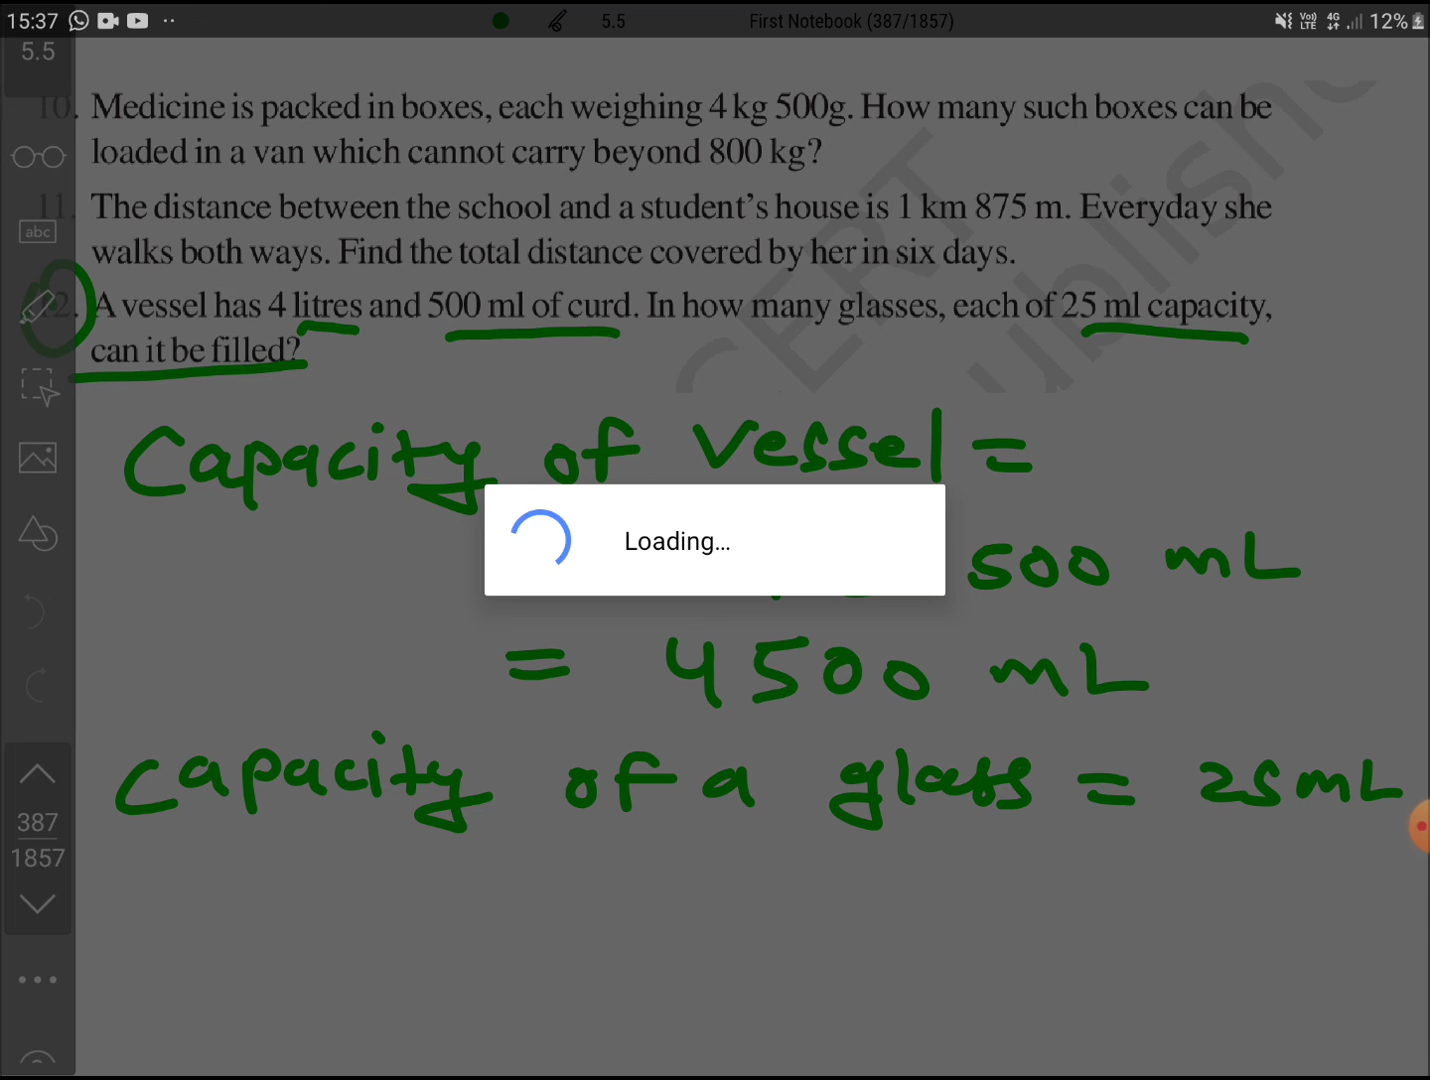 15:37 5.5 First Notebook (387/1857) 4G 12%
5.5
10. Medicine is packed in boxes, each weighing 4 kg 500g. How many such boxes can be
loaded in a van which cannot carry beyond 800 kg?
11. The distance between the school and a student's house is 1 km 875 m. Everyday she
abc
walks both ways. Find the total distance covered by her in six days.
2. A vessel has 4 litres and 500 ml of curd. In how many glasses, each of 25 ml capacity,
can it be filled?
Capacity of Vessel =
Loading...
500 mL
= 4500 mL
Capacity of a glass = 25 mL
387
1857